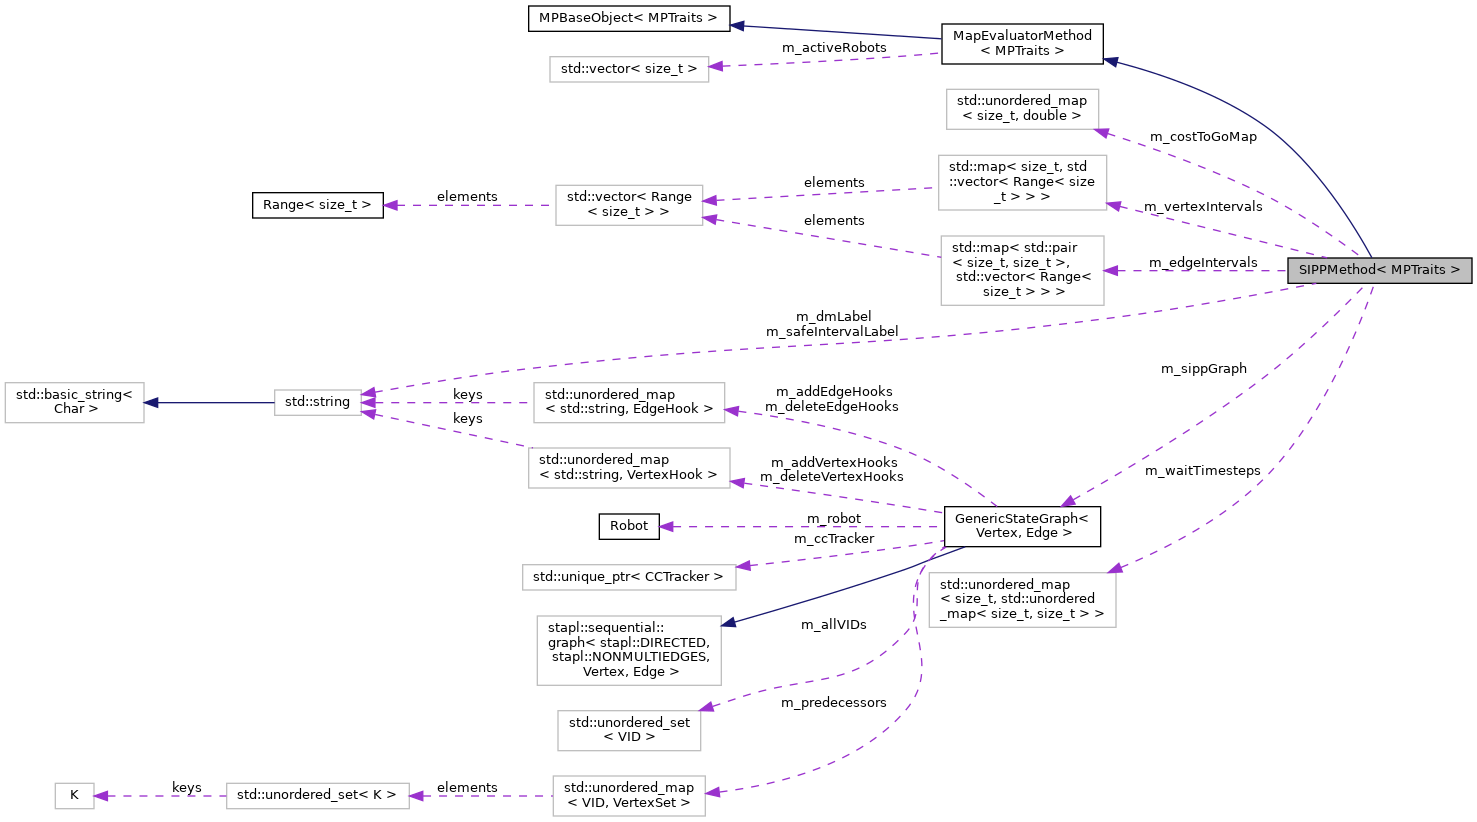 MPBaseObject< MPTraits >
MapEvaluatorMethod
< MPTraits >
m_activeRobots
std::vector< size_t >
std::unordered_map
< size_t, double >
m_costToGoMap
std::map< size_t, std
::vector< Range< size
_t > > >
elements
std::vector< Range
< size_t > >
elements
Range< size_t >
m_vertexIntervals
elements
std::map< std::pair
< size_t, size_t >,
std::vector< Range<
size_t > > >
m_edgeIntervals
SIPPMethod< MPTraits >
m_dmLabel
m_safeIntervalLabel
m_sippGraph
std::basic_string<
Char >
std::string
keys
std::unordered_map
< std::string, EdgeHook >
m_addEdgeHooks
m_deleteEdgeHooks
keys
std::unordered_map
< std::string, VertexHook >
m_addVertexHooks
m_deleteVertexHooks
m_waitTimesteps
Robot
m_robot
GenericStateGraph<
Vertex, Edge >
m_ccTracker
std::unique_ptr< CCTracker >
std::unordered_map
< size_t, std::unordered
_map< size_t, size_t > >
stapl::sequential::
graph< stapl::DIRECTED,
stapl::NONMULTIEDGES,
Vertex, Edge >
m_allVIDs
m_predecessors
std::unordered_set
< VID >
K
keys
std::unordered_set< K >
elements
std::unordered_map
< VID, VertexSet >